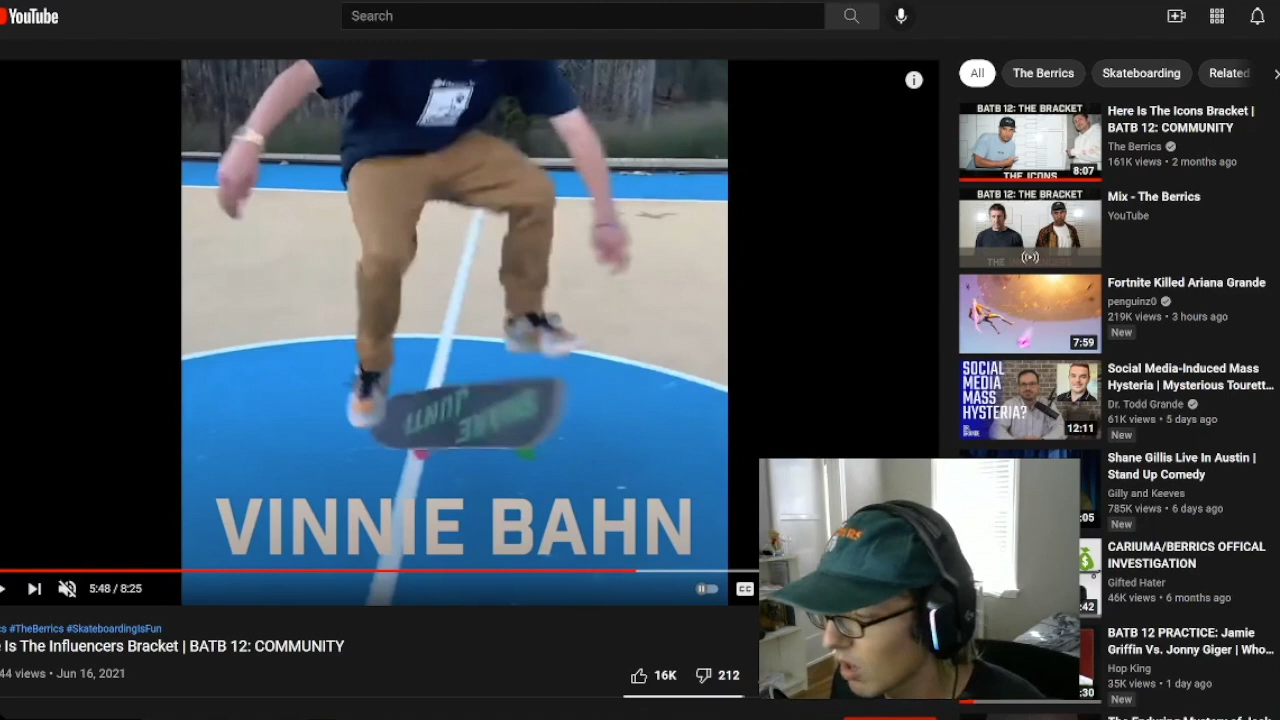 YouTube
Search
All
The Berrics
Skateboarding
Related
BATB 12: THE BRACKET
THE ICONS
8:07
Here Is The Icons Bracket |
BATB 12: COMMUNITY
The Berrics
161K views • 2 months ago
BATB 12: THE BRACKET
Mix - The Berrics
YouTube
7:59
Fortnite Killed Ariana Grande
penguinz0
219K views • 3 hours ago
New
SOCIAL
MEDIA
MASS
HYSTERIA?
12:11
Social Media-Induced Mass
Hysteria | Mysterious Tourett...
Dr. Todd Grande
61K views • 5 days ago
New
:05
Shane Gillis Live In Austin |
Stand Up Comedy
Gilly and Keeves
785K views • 6 days ago
New
:42
CARIUMA/BERRICS OFFICAL
INVESTIGATION
Gifted Hater
46K views • 6 months ago
:30
BATB 12 PRACTICE: Jamie
Griffin Vs. Jonny Giger | Who...
Hop King
35K views • 1 day ago
New
VINNIE BAHN
5:48 / 8:25
CC
cs #TheBerrics #SkateboardingIsFun
e Is The Influencers Bracket | BATB 12: COMMUNITY
44 views • Jun 16, 2021
16K
212